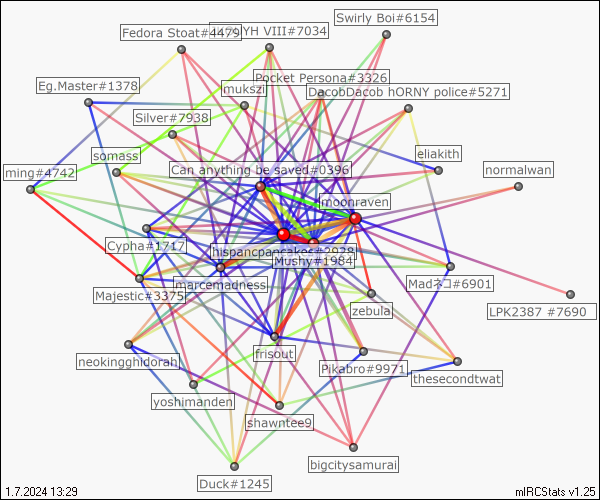 Swirly Boi#6154
Fedora Stoat#4479
YH VIII#7034
Pocket Persona#3326
Eg.Master#1378
mukszi
DacobDacob hORNY police#5271
Silver#7938
eliakith
somass
ming#4742
Can anything be saved#0396
normalwan
moonraven
Cypha#1717
hispancpancakes#2028
Mushy#1984
Majestic#3375
marcemadness
Madネコ#6901
zebula
LPK2387 #7690
neokingghidorah
frisout
Pikabro#9971
thesecondtwat
yoshimanden
shawntee9
bigcitysamurai
Duck#1245
1.7.2024 13:29
mIRCStats v1.25